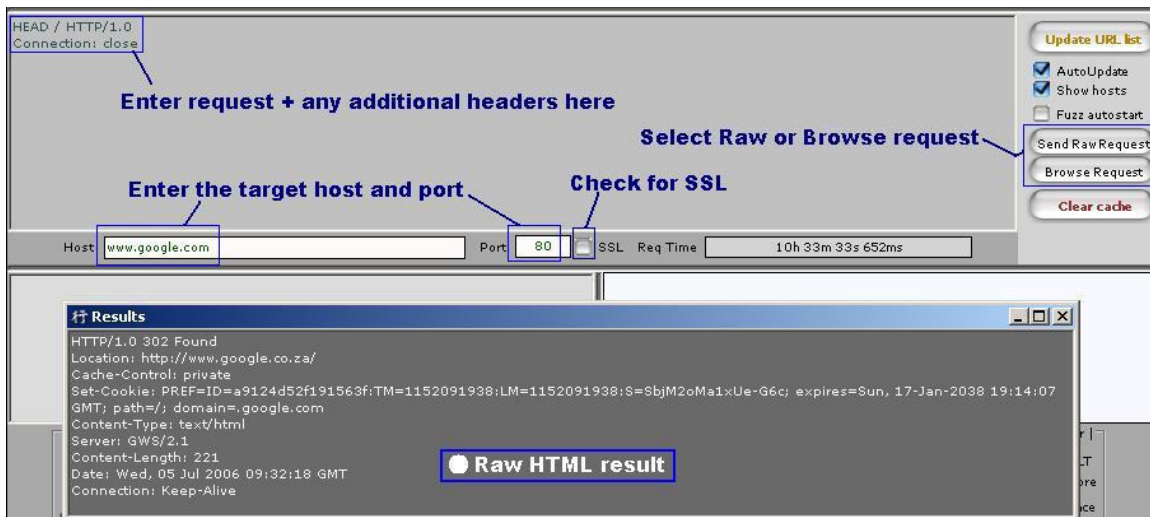 HEAD / HTTP/1.0
Connection: close
Enter request + any additional headers here
Update URL list
AutoUpdate
Show hosts
Fuzz autostart
Select Raw or Browse request
Send Raw Request
Browse Request
Clear cache
Enter the target host and port
Check for SSL
Host www.google.com Port 80 SSL Req Time 10h 33m 33s 652ms
行 Results
HTTP/1.0 302 Found
Location: http://www.google.co.za/
Cache-Control: private
Set-Cookie: PREF=ID=a9124d52f191563f:TM=1152091938:LM=1152091938:S=SbjM2oMa1xUe-G6c; expires=Sun, 17-Jan-2038 19:14:07
GMT; path=/; domain=.google.com
Content-Type: text/html
Server: GWS/2.1
Content-Length: 221
Date: Wed, 05 Jul 2006 09:32:18 GMT
Connection: Keep-Alive
Raw HTML result